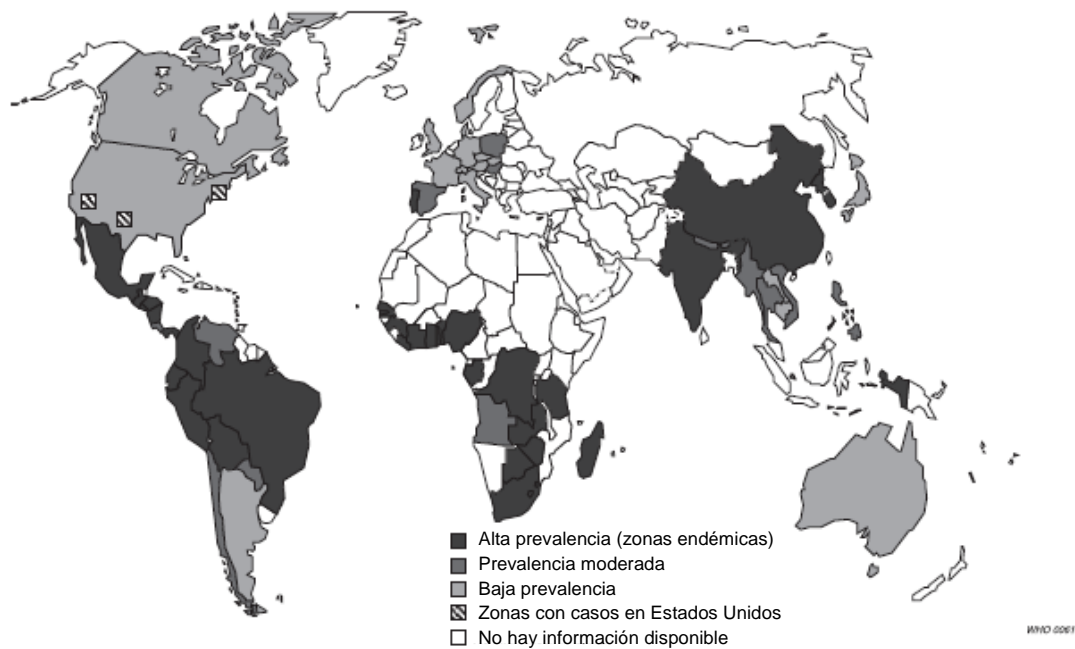 Alta prevalencia (zonas endémicas)
Prevalencia moderada
Baja prevalencia
Zonas con casos en Estados Unidos
No hay información disponible
WHO 0061